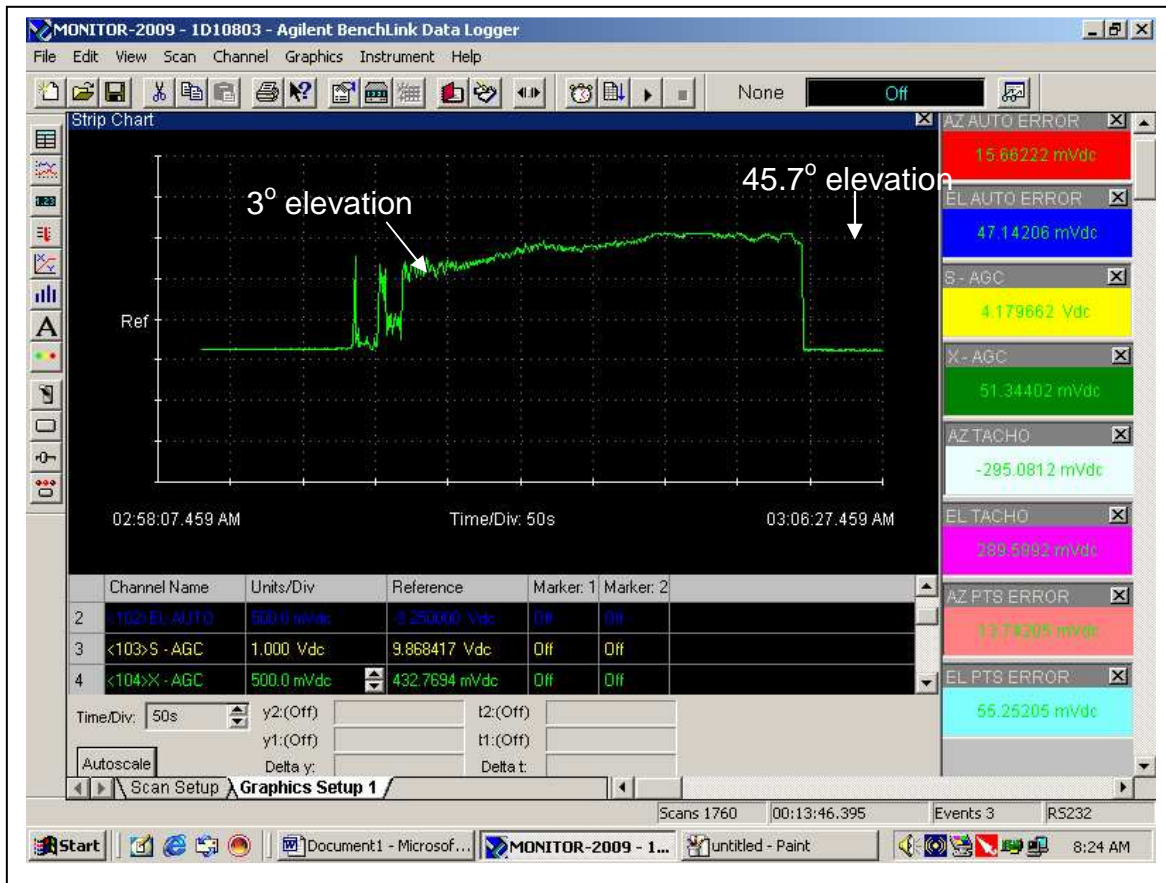 MONITOR-2009 - 1D10803 - Agilent BenchLink Data Logger
File Edit View Scan Channel Graphics Instrument Help
None Off
Strip Chart
3° elevation
45.7° elevation
Ref
02:58:07.459 AM Time/Div: 50s 03:06:27.459 AM
AZ AUTO ERROR
15.66222 mVdc
EL AUTO ERROR
47.14206 mVdc
S - AGC
4.179662 Vdc
X - AGC
51.34402 mVdc
AZ TACHO
-295.0812 mVdc
EL TACHO
289.5892 mVdc
AZ PTS ERROR
13.74205 mVdc
EL PTS ERROR
55.25205 mVdc
Channel Name Units/Div Reference Marker: 1 Marker: 2
2 <102>EL AUTO 500.0 mVdc -3.250000 Vdc Off Off
3 <103>S - AGC 1.000 Vdc 9.868417 Vdc Off Off
4 <104>X - AGC 500.0 mVdc 432.7694 mVdc Off Off
Time/Div: 50s y2:(Off) t2:(Off)
y1:(Off) t1:(Off)
Autoscale Delta y: Delta t:
Scan Setup Graphics Setup 1
Scans 1760 00:13:46.395 Events 3 RS232
Start Document1 - Microsof... MONITOR-2009 - 1... untitled - Paint 8:24 AM